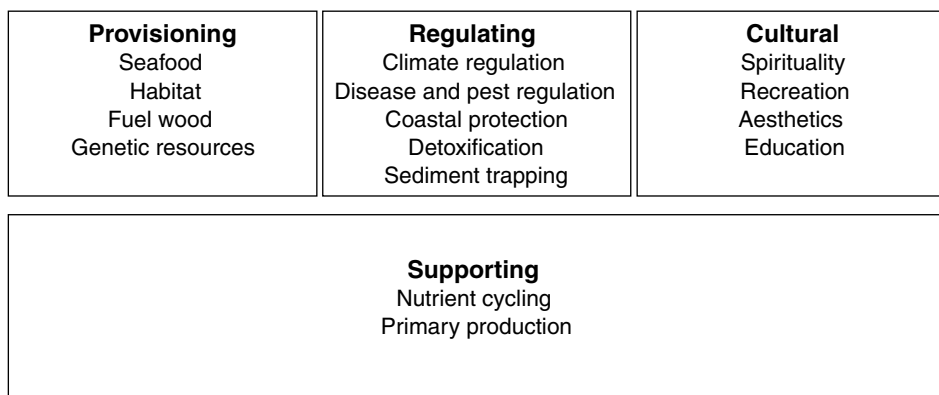 Provisioning
Seafood
Habitat
Fuel wood
Genetic resources
Regulating
Climate regulation
Disease and pest regulation
Coastal protection
Detoxification
Sediment trapping
Cultural
Spirituality
Recreation
Aesthetics
Education
Supporting
Nutrient cycling
Primary production